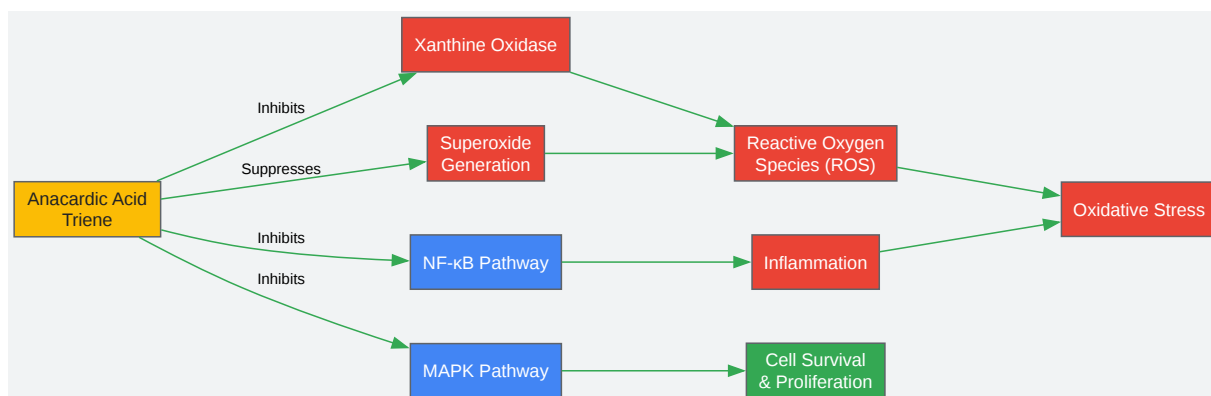 Xanthine Oxidase
Inhibits
Superoxide
Generation
Reactive Oxygen
Species (ROS)
Suppresses
Anacardic Acid
Triene
Oxidative Stress
Inhibits
NF-κB Pathway
Inflammation
Inhibits
MAPK Pathway
Cell Survival
& Proliferation